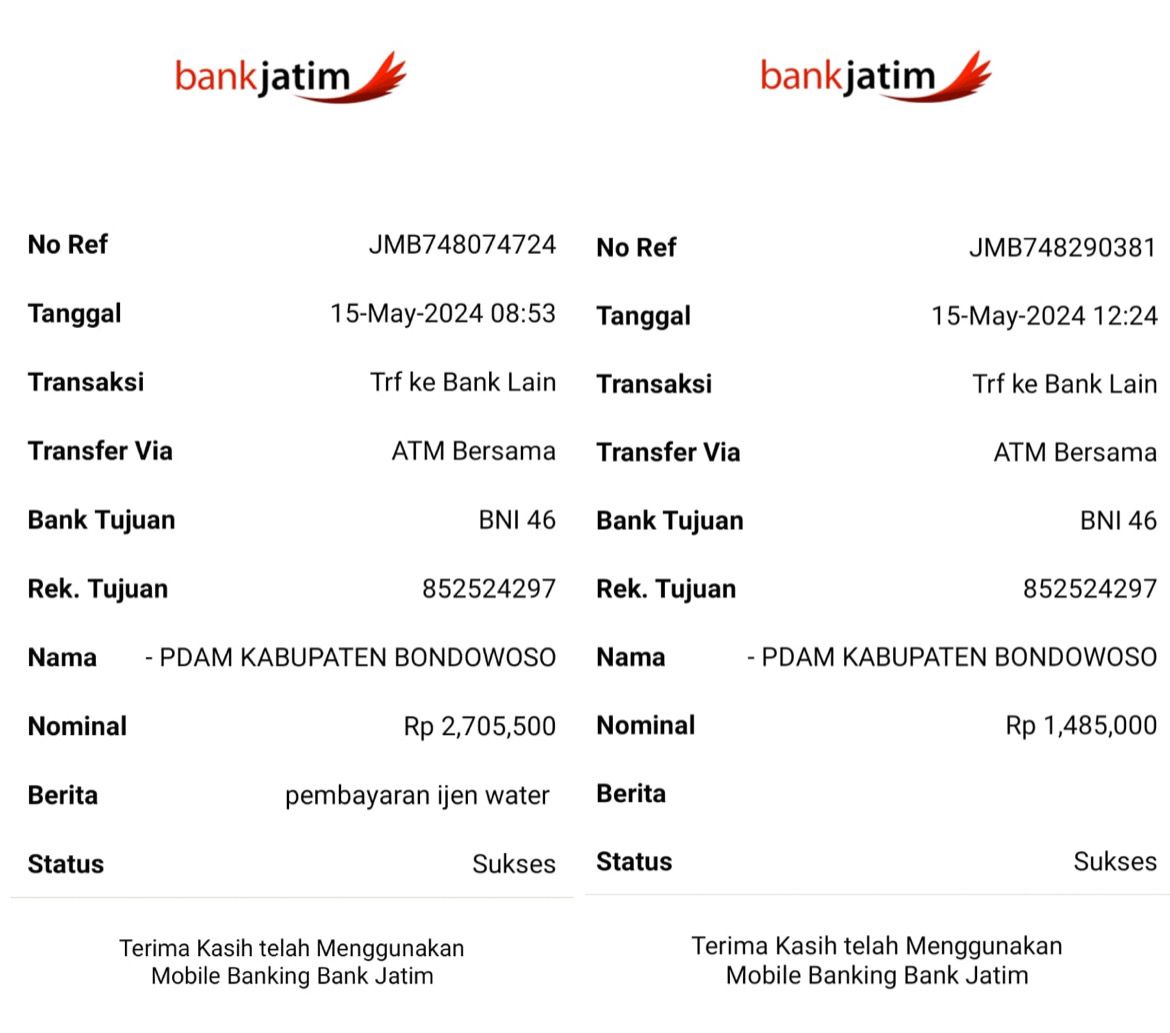 bankjatim
No Ref JMB748074724
Tanggal 15-May-2024 08:53
Transaksi Trf ke Bank Lain
Transfer Via ATM Bersama
Bank Tujuan BNI 46
Rek. Tujuan 852524297
Nama - PDAM KABUPATEN BONDOWOSO
Nominal Rp 2,705,500
Berita pembayaran ijen water
Status Sukses
Terima Kasih telah Menggunakan
Mobile Banking Bank Jatim
bankjatim
No Ref JMB748290381
Tanggal 15-May-2024 12:24
Transaksi Trf ke Bank Lain
Transfer Via ATM Bersama
Bank Tujuan BNI 46
Rek. Tujuan 852524297
Nama - PDAM KABUPATEN BONDOWOSO
Nominal Rp 1,485,000
Berita
Status Sukses
Terima Kasih telah Menggunakan
Mobile Banking Bank Jatim